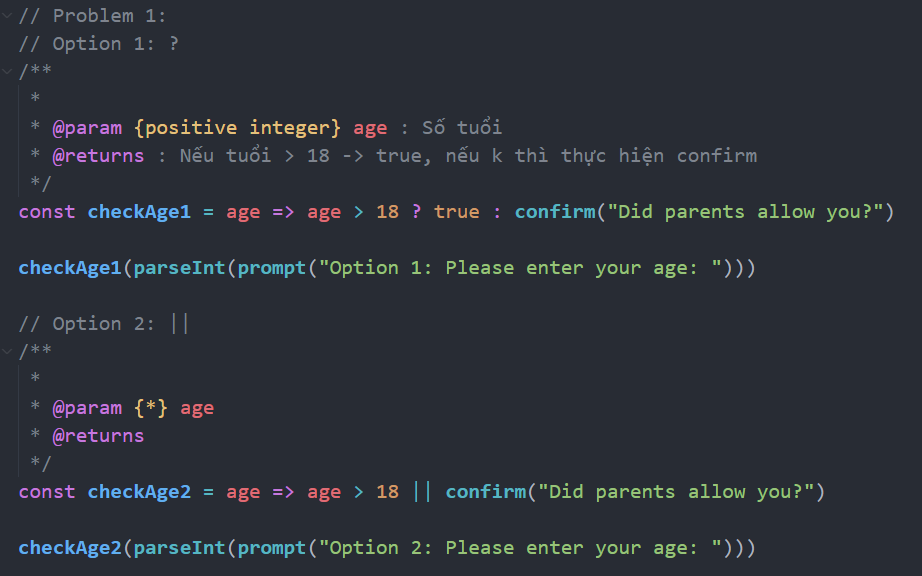 // Problem 1:
// Option 1: ?
/**
 *
 * @param {positive integer} age : Số tuổi
 * @returns : Nếu tuổi > 18 -> true, nếu k thì thực hiện confirm
 */
const checkAge1 = age => age > 18 ? true : confirm("Did parents allow you?")

checkAge1(parseInt(prompt("Option 1: Please enter your age: ")))

// Option 2: ||
/**
 *
 * @param {*} age
 * @returns
 */
const checkAge2 = age => age > 18 || confirm("Did parents allow you?")

checkAge2(parseInt(prompt("Option 2: Please enter your age: ")))